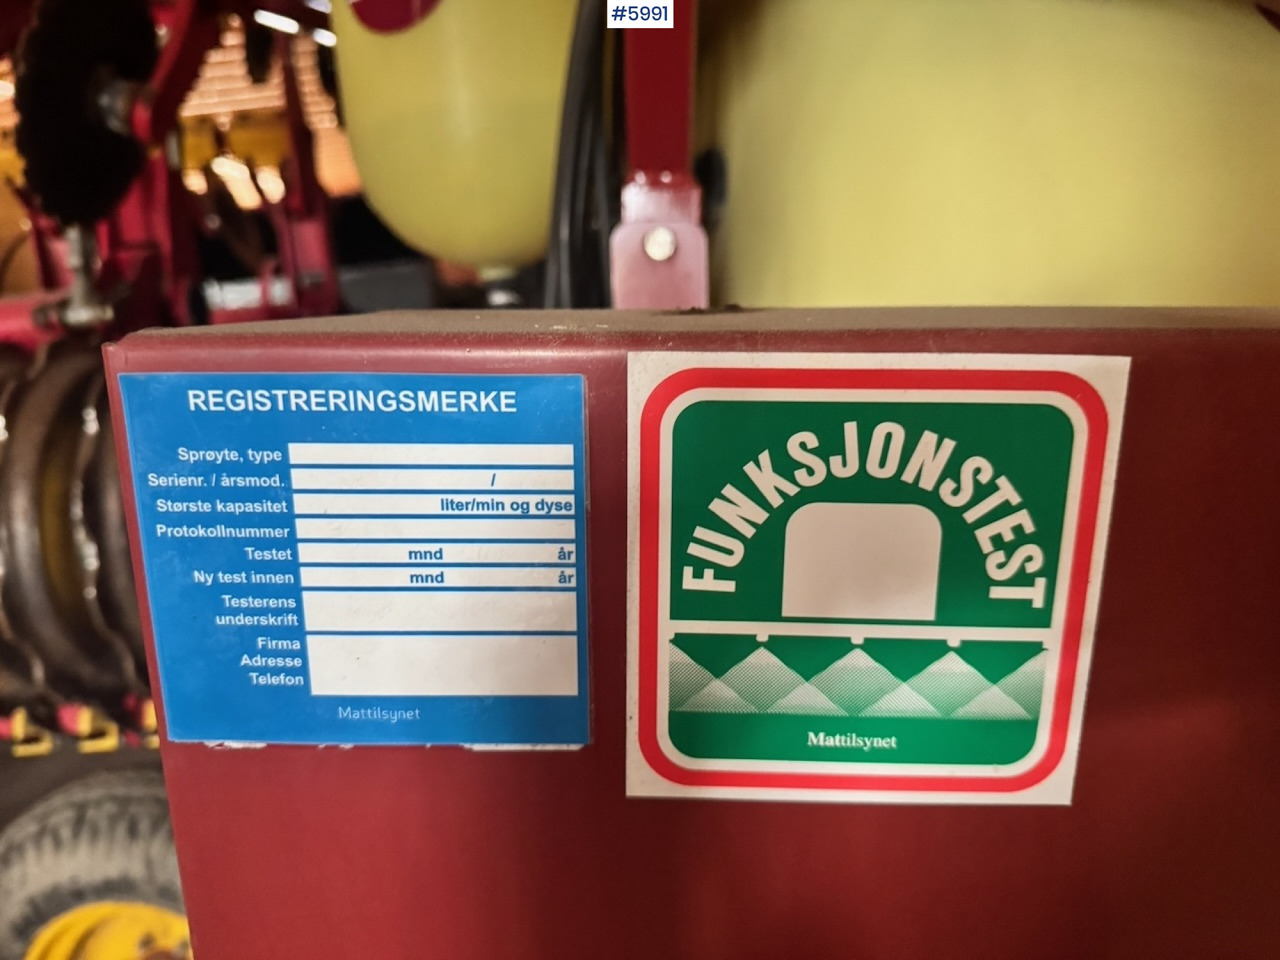 #5991
REGISTRERINGSMERKE
Sprøyte, type
Serienr. / årsmod. /
Største kapasitet liter/min og dyse
Protokollnummer
Testet mnd år
Ny test innen mnd år
Testerens
underskrift
Firma
Adresse
Telefon
Mattilsynet
FUNKSJONSTEST
Mattilsynet